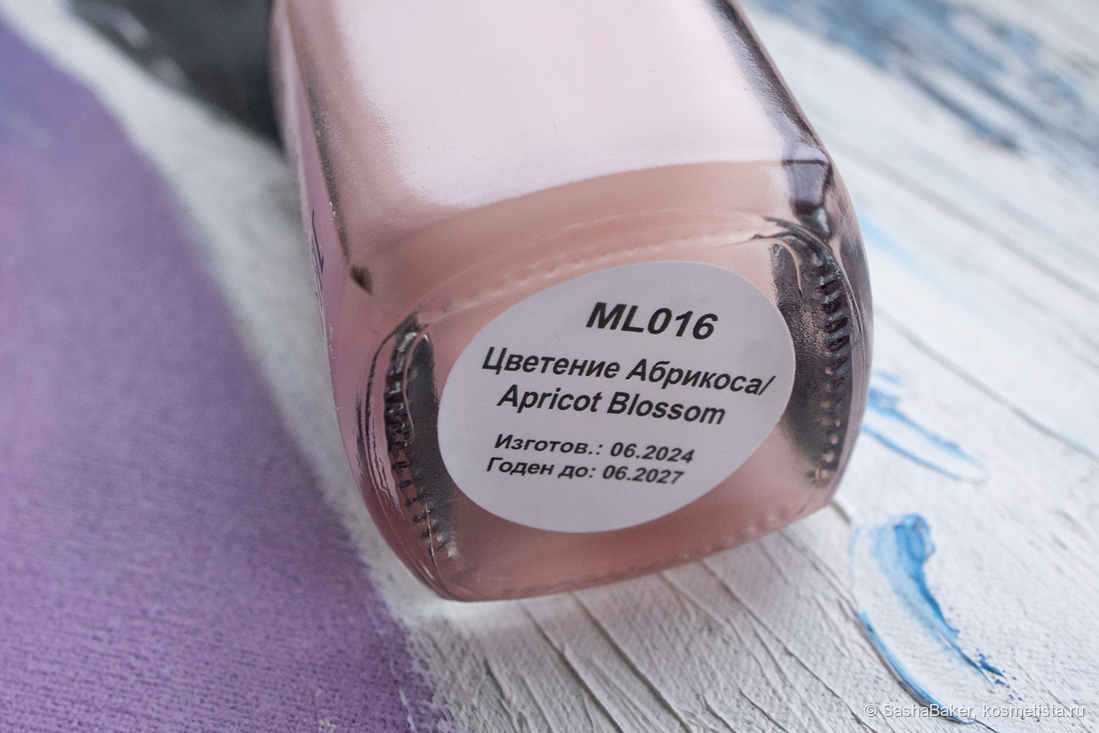 ML016
Цветение Абрикоса/
Apricot Blossom
Изготов.: 06.2024
Годен до: 06.2027
© SashaBaker, kosmetista.ru